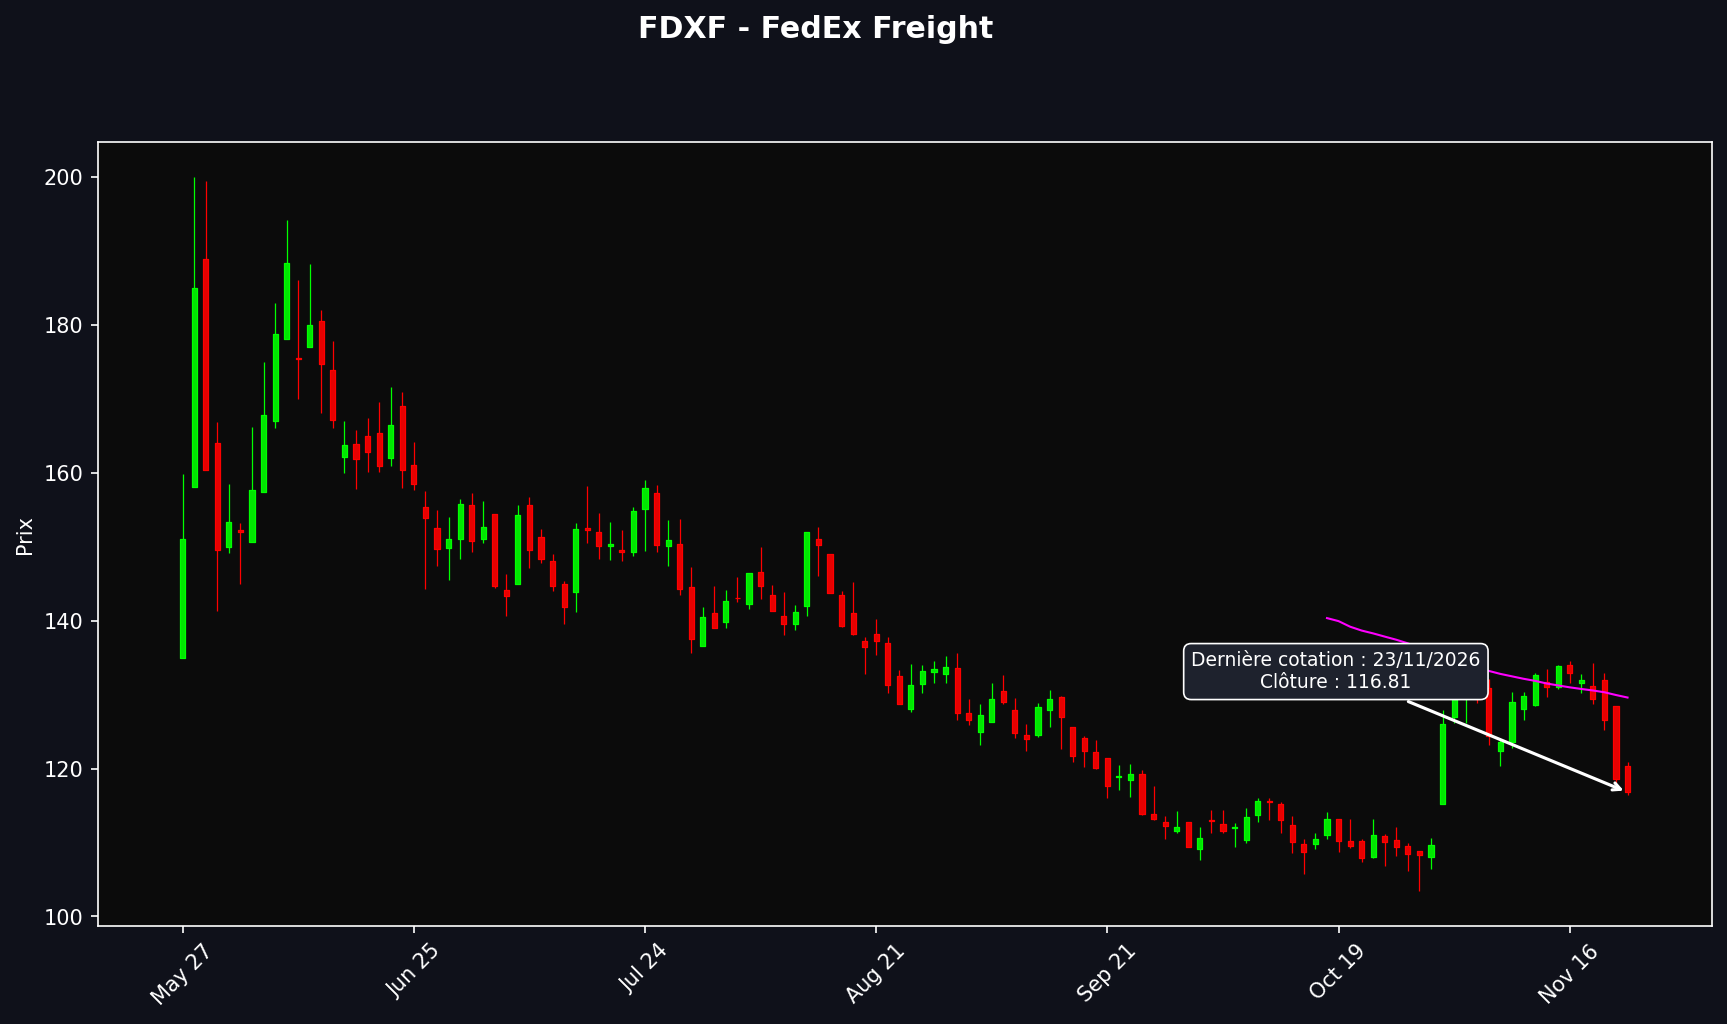 FDXF - FedEx Freight
Prix
200
180
160
140
120
100
Dernière cotation : 23/11/2026
Clôture : 116.81
May 27
Jun 25
Jul 24
Aug 21
Sep 21
Oct 19
Nov 16